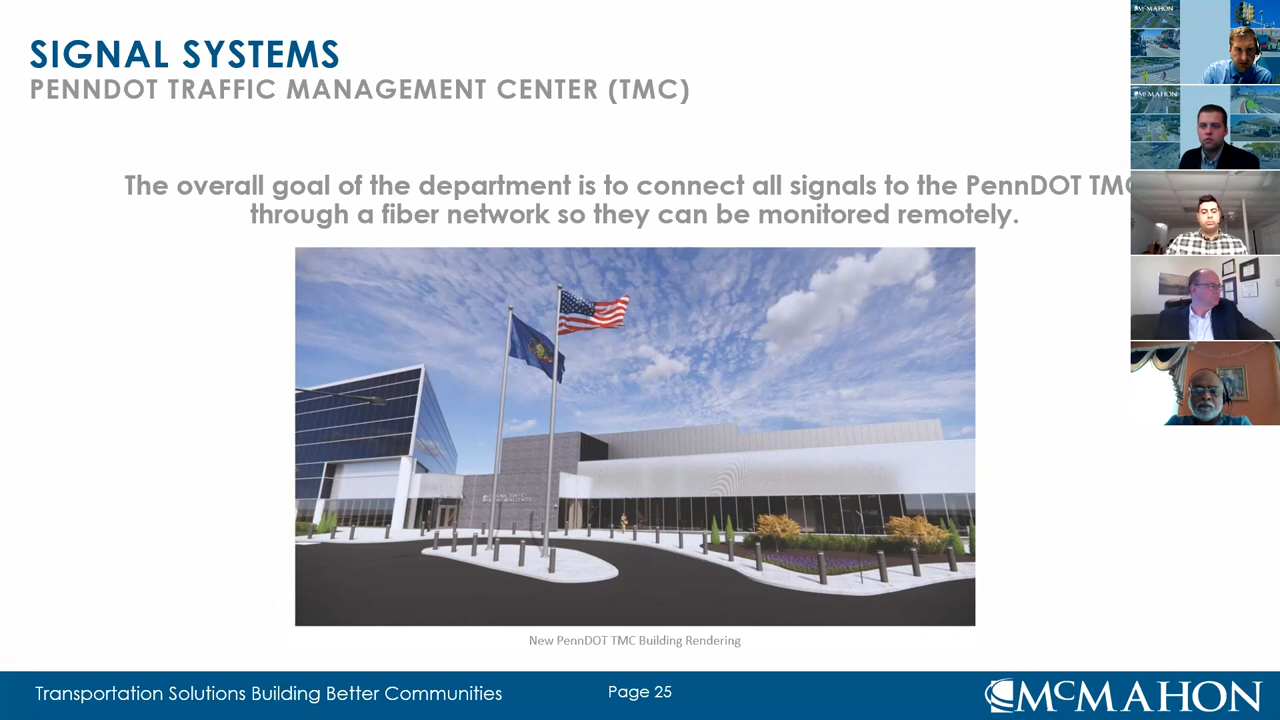 SIGNAL SYSTEMS
PENNDOT TRAFFIC MANAGEMENT CENTER (TMC)
The overall goal of the department is to connect all signals to the PennDOT TMC
through a fiber network so they can be monitored remotely.
New PennDOT TMC Building Rendering
Transportation Solutions Building Better Communities
Page 25
McMAHON
McMAHON
McMAHON